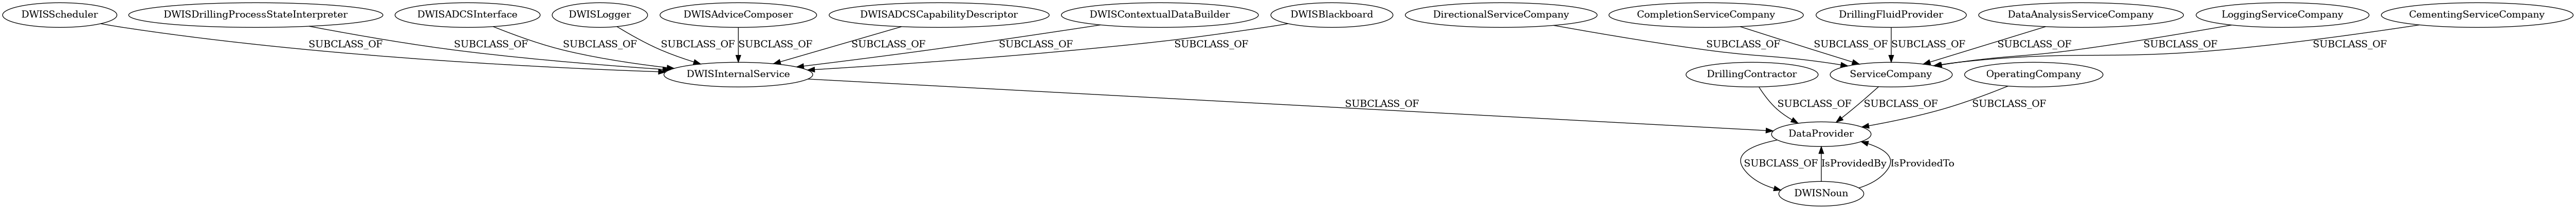 DWISScheduler
DWISDrillingProcessStateInterpreter
DWISADCSInterface
DWISLogger
DWISAdviceComposer
DWISADCSCapabilityDescriptor
DWISContextualDataBuilder
DWISBlackboard
DirectionalServiceCompany
CompletionServiceCompany
DrillingFluidProvider
DataAnalysisServiceCompany
LoggingServiceCompany
CementingServiceCompany
SUBCLASS_OF
SUBCLASS_OF
SUBCLASS_OF
SUBCLASS_OF
SUBCLASS_OF
SUBCLASS_OF
SUBCLASS_OF
SUBCLASS_OF
SUBCLASS_OF
SUBCLASS_OF
SUBCLASS_OF
SUBCLASS_OF
SUBCLASS_OF
SUBCLASS_OF
DWISInternalService
DrillingContractor
ServiceCompany
OperatingCompany
SUBCLASS_OF
SUBCLASS_OF
SUBCLASS_OF
SUBCLASS_OF
DataProvider
SUBCLASS_OF
IsProvidedBy
IsProvidedTo
DWISNoun